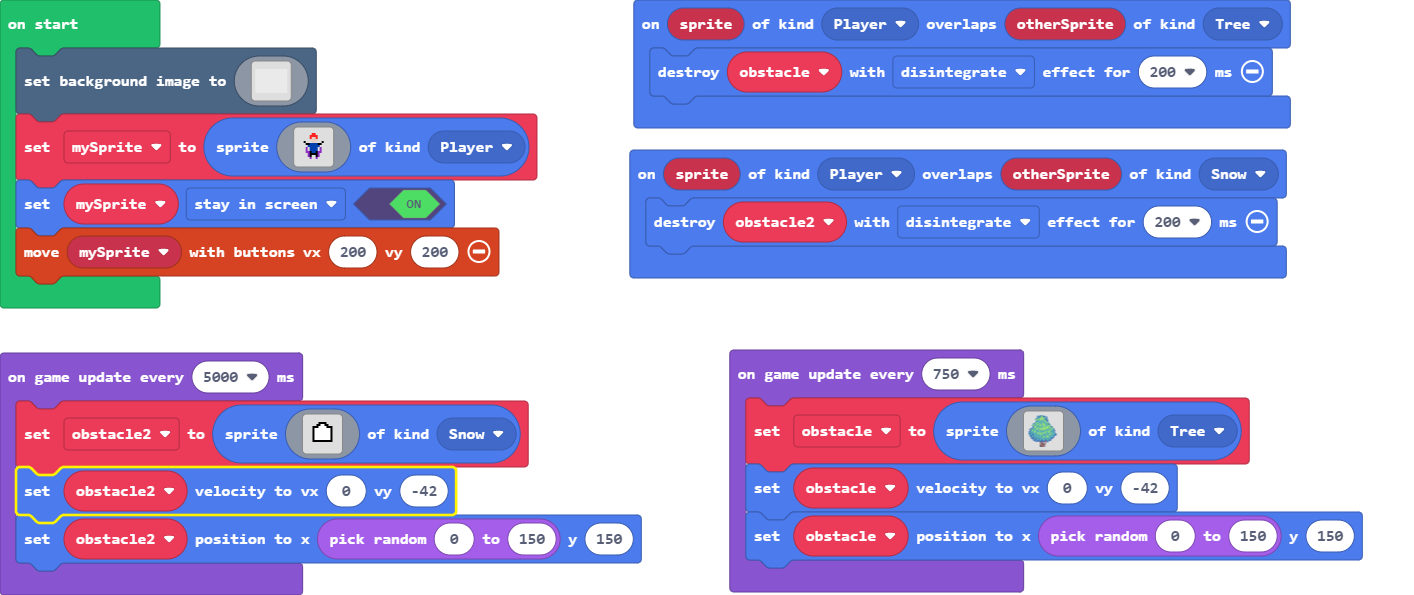 on start
set background image to
set mySprite to sprite of kind Player
set mySprite stay in screen ON
move mySprite with buttons vx 200 vy 200
on sprite of kind Player overlaps otherSprite of kind Tree
destroy obstacle with disintegrate effect for 200 ms
on sprite of kind Player overlaps otherSprite of kind Snow
destroy obstacle2 with disintegrate effect for 200 ms
on game update every 5000 ms
set obstacle2 to sprite of kind Snow
set obstacle2 velocity to vx 0 vy -42
set obstacle2 position to x pick random 0 to 150 y 150
on game update every 750 ms
set obstacle to sprite of kind Tree
set obstacle velocity to vx 0 vy -42
set obstacle position to x pick random 0 to 150 y 150